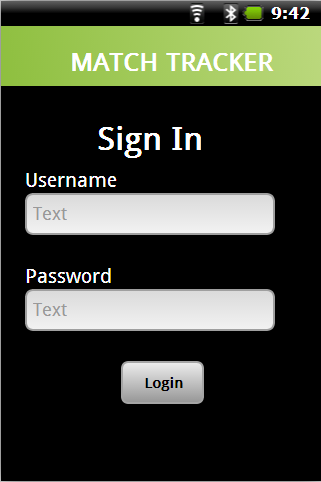 9:42
MATCH TRACKER
Sign In
Username
Text
Password
Text
Login